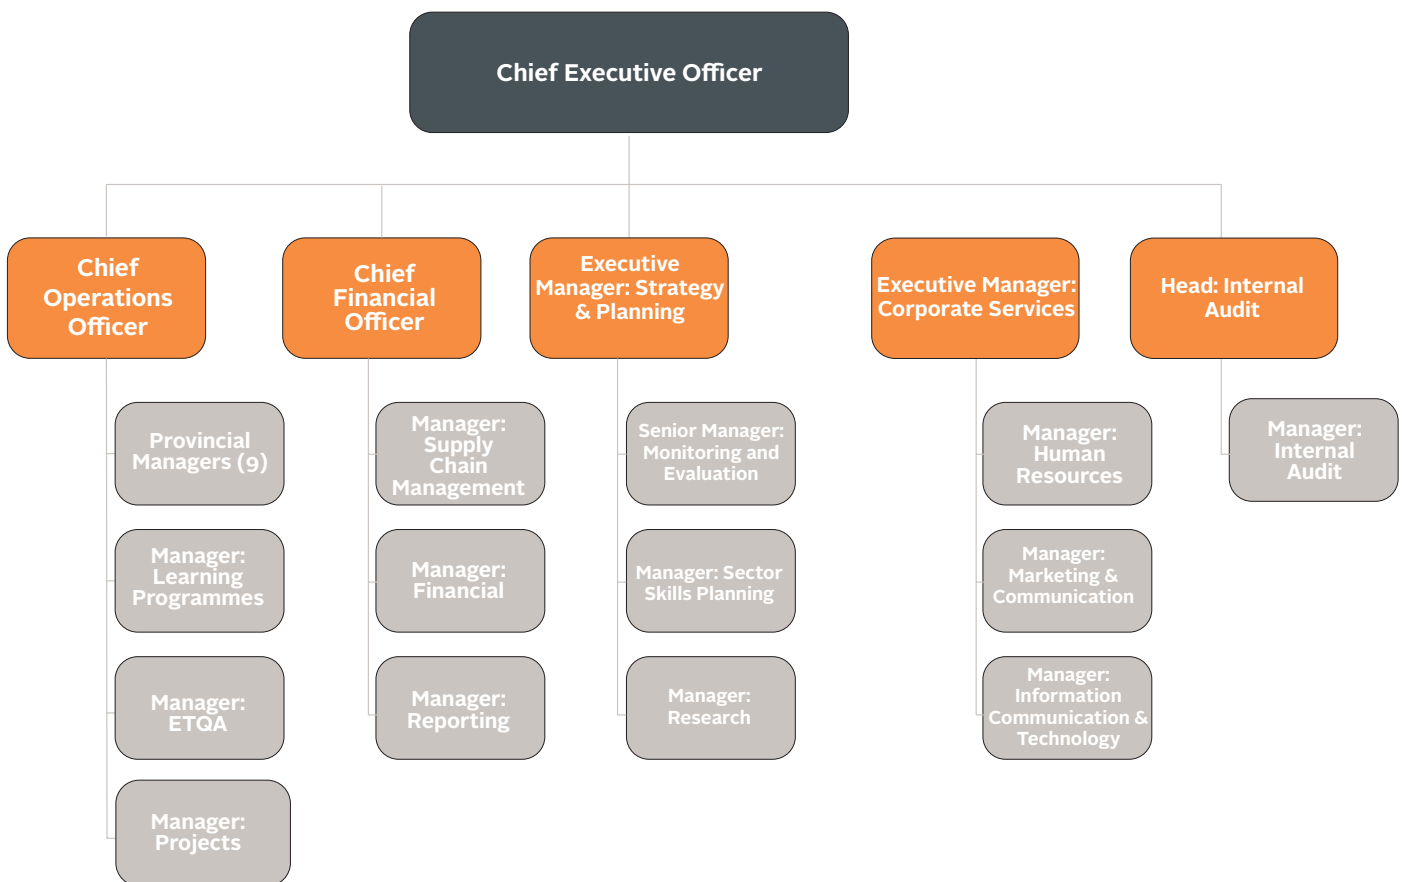 Chief Executive Officer
Chief
Operations
Officer
Chief
Financial
Officer
Executive
Manager: Strategy
& Planning
Executive Manager:
Corporate Services
Head: Internal
Audit
Provincial
Managers (9)
Manager:
Learning
Programmes
Manager:
ETQA
Manager:
Projects
Manager:
Supply
Chain
Management
Manager:
Financial
Manager:
Reporting
Senior Manager:
Monitoring and
Evaluation
Manager: Sector
Skills Planning
Manager:
Research
Manager:
Human
Resources
Manager:
Marketing &
Communication
Manager:
Information
Communication &
Technology
Manager:
Internal
Audit